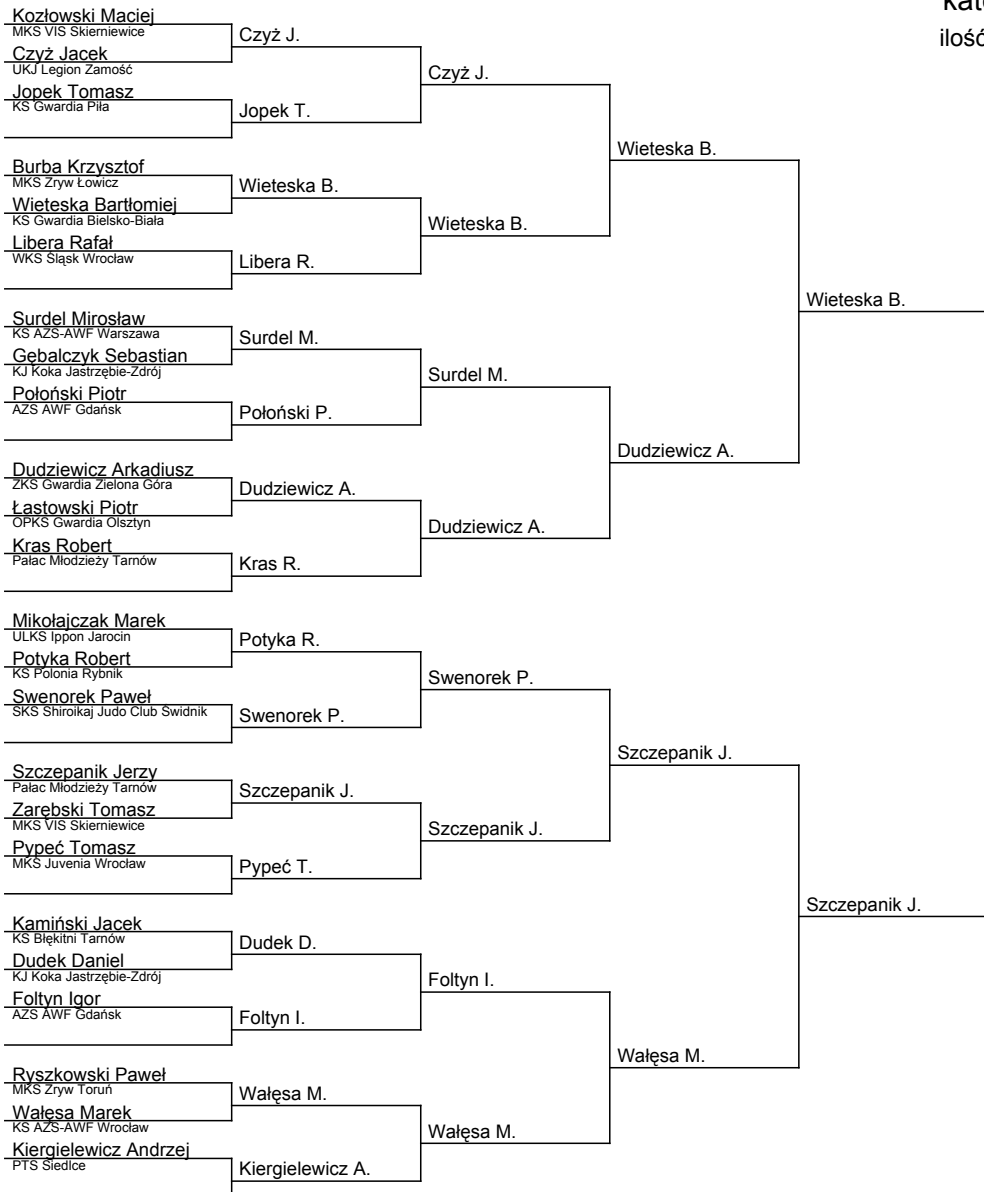 Kozłowski Maciej
MKS VIS Skierniewice
Czyż Jacek
UKJ Legion Zamość
Jopek Tomasz
KS Gwardia Piła
Burba Krzysztof
MKS Zryw Łowicz
Wieteska Bartłomiej
KS Gwardia Bielsko-Biała
Libera Rafał
WKS Śląsk Wrocław
Surdel Mirosław
KS AZS-AWF Warszawa
Gębalczyk Sebastian
KJ Koka Jastrzębie-Zdrój
Połoński Piotr
AZS AWF Gdańsk
Dudziewicz Arkadiusz
ZKS Gwardia Zielona Góra
Łastowski Piotr
OPKS Gwardia Olsztyn
Kras Robert
Pałac Młodzieży Tarnów
Mikołajczak Marek
ULKS Ippon Jarocin
Potyka Robert
KS Polonia Rybnik
Swenorek Paweł
SKS Shiroikaj Judo Club Swidnik
Szczepanik Jerzy
Pałac Młodzieży Tarnów
Zarębski Tomasz
MKS VIS Skierniewice
Pypeć Tomasz
MKS Juvenia Wrocław
Kamiński Jacek
KS Błękitni Tarnów
Dudek Daniel
KJ Koka Jastrzębie-Zdrój
Foltyn Igor
AZS AWF Gdańsk
Ryszkowski Paweł
MKS Zryw Toruń
Wałęsa Marek
KS AZS-AWF Wrocław
Kiergielewicz Andrzej
PTS Siedlce
Czyż J.
Jopek T.
Wieteska B.
Libera R.
Surdel M.
Połoński P.
Dudziewicz A.
Kras R.
Potyka R.
Swenorek P.
Szczepanik J.
Pypeć T.
Dudek D.
Foltyn I.
Wałęsa M.
Kiergielewicz A.
Czyż J.
Wieteska B.
Surdel M.
Dudziewicz A.
Swenorek P.
Szczepanik J.
Foltyn I.
Wałęsa M.
Wieteska B.
Dudziewicz A.
Szczepanik J.
Wałęsa M.
Wieteska B.
Szczepanik J.
ilość